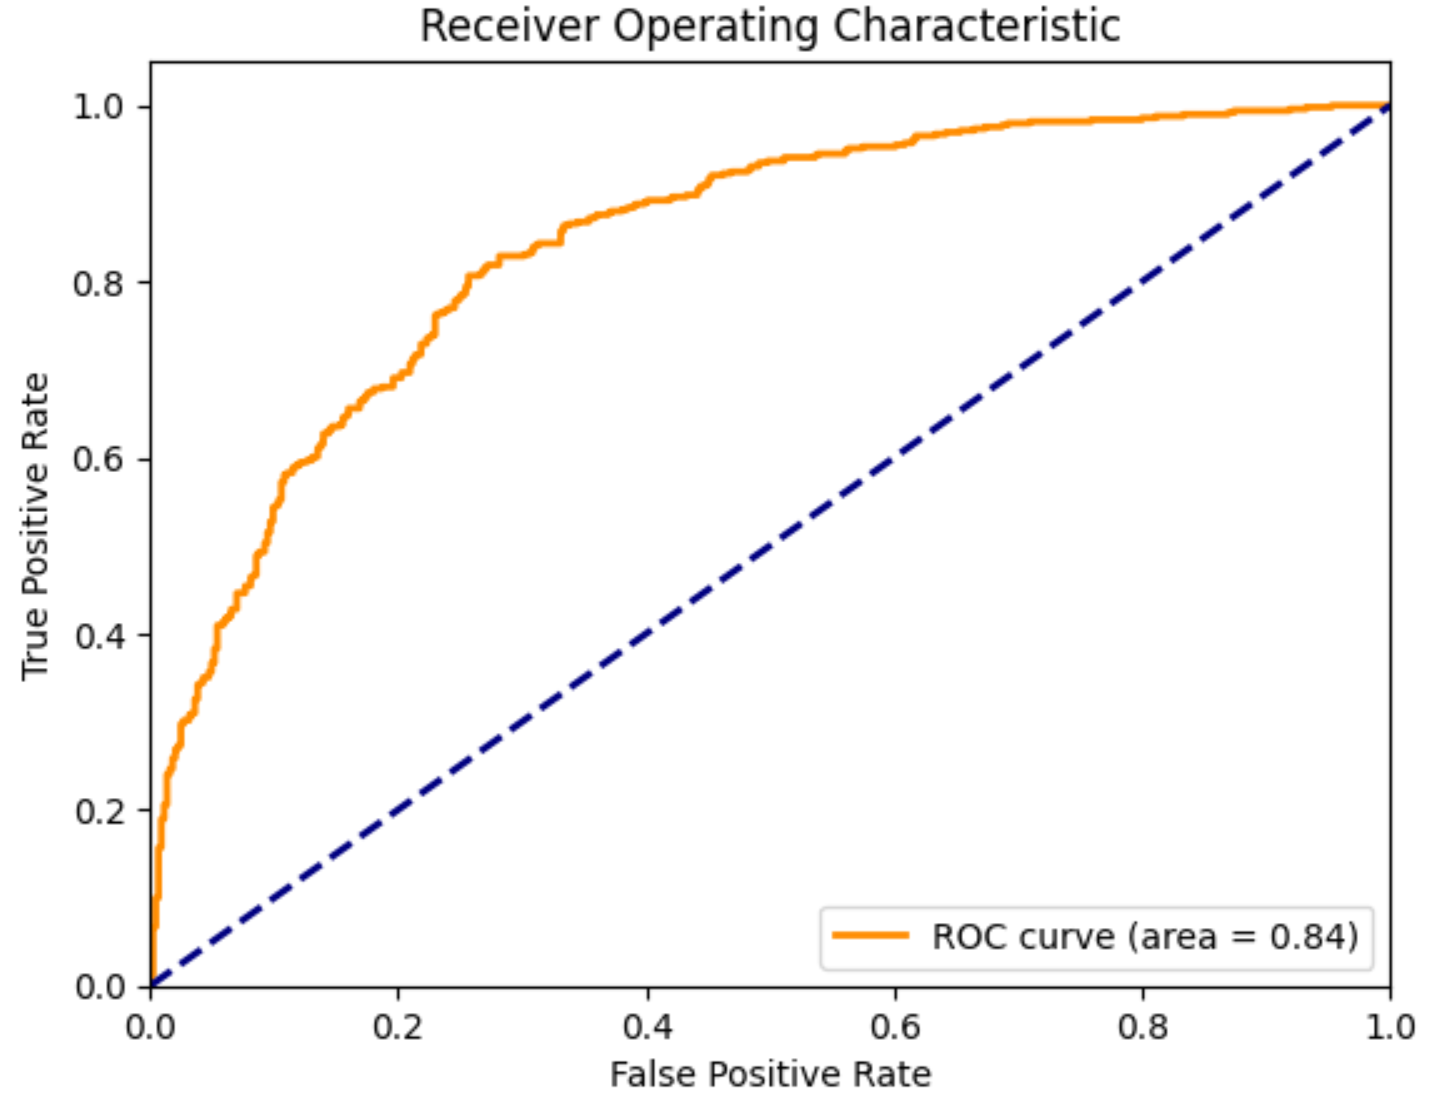 Receiver Operating Characteristic
True Positive Rate
1.0
0.8
0.6
0.4
0.2
0.0
ROC curve (area = 0.84)
0.0 0.2 0.4 0.6 0.8 1.0
False Positive Rate